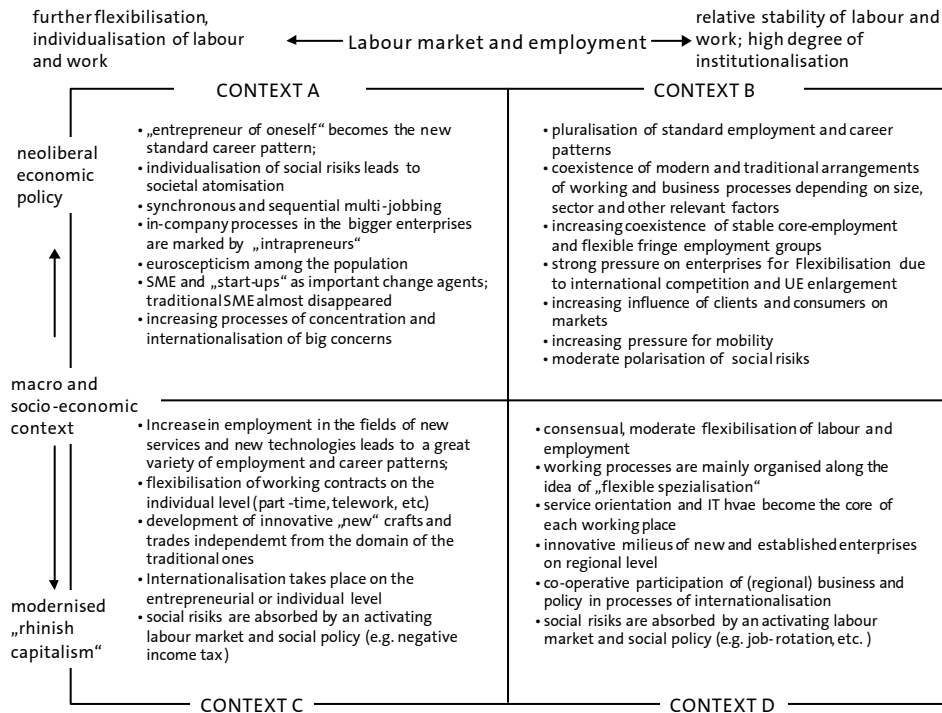 further flexibilisation,
individualisation of labour
and work
Labour market and employment
relative stability of labour and
work; high degree of
institutionalisation
CONTEXT A
CONTEXT B
neoliberal
economic
policy
• „entrepreneur of oneself“ becomes the new
standard career pattern;
• individualisation of social risiks leads to
societal atomisation
• synchronous and sequential multi-jobbing
• in-company processes in the bigger enterprises
are marked by „intrapreneurs“
• euroscepticism among the population
• SME and „start-ups“ as important change agents;
traditional SME almost disappeared
• increasing processes of concentration and
internationalisation of big concerns
• pluralisation of standard employment and career
patterns
• coexistence of modern and traditional arrangements
of working and business processes depending on size,
sector and other relevant factors
• increasing coexistence of stable core-employment
and flexible fringe employment groups
• strong pressure on enterprises for Flexibilisation due
to international competition and UE enlargement
• increasing influence of clients and consumers on
markets
• increasing pressure for mobility
• moderate polarisation of social risks
macro and
socio-economic
context
• Increasein employment in the fields of new
services and new technologies leads to a great
variety of employment and career patterns;
• flexibilisation of working contracts on the
individual level (part-time, telework, etc)
• development of innovative „new“ crafts and
trades independemt from the domain of the
traditional ones
• Internationalisation takes place on the
entrepreneurial or individual level
• social risks are absorbed by an activating
labour market and social policy (e.g. negative
income tax)
• consensual, moderate flexibilisation of labour and
employment
• working processes are mainly organised along the
idea of „flexible spezialisation“
• service orientation and IT hvae become the core of
each working place
• innovative milieus of new and established enterprises
on regional level
• co-operative participation of (regional) business and
policy in processes of internationalisation
• social risks are absorbed by an activating labour
market and social policy (e.g. job-rotation, etc. )
modernised
„rhinish
capitalism“
CONTEXT C
CONTEXT D